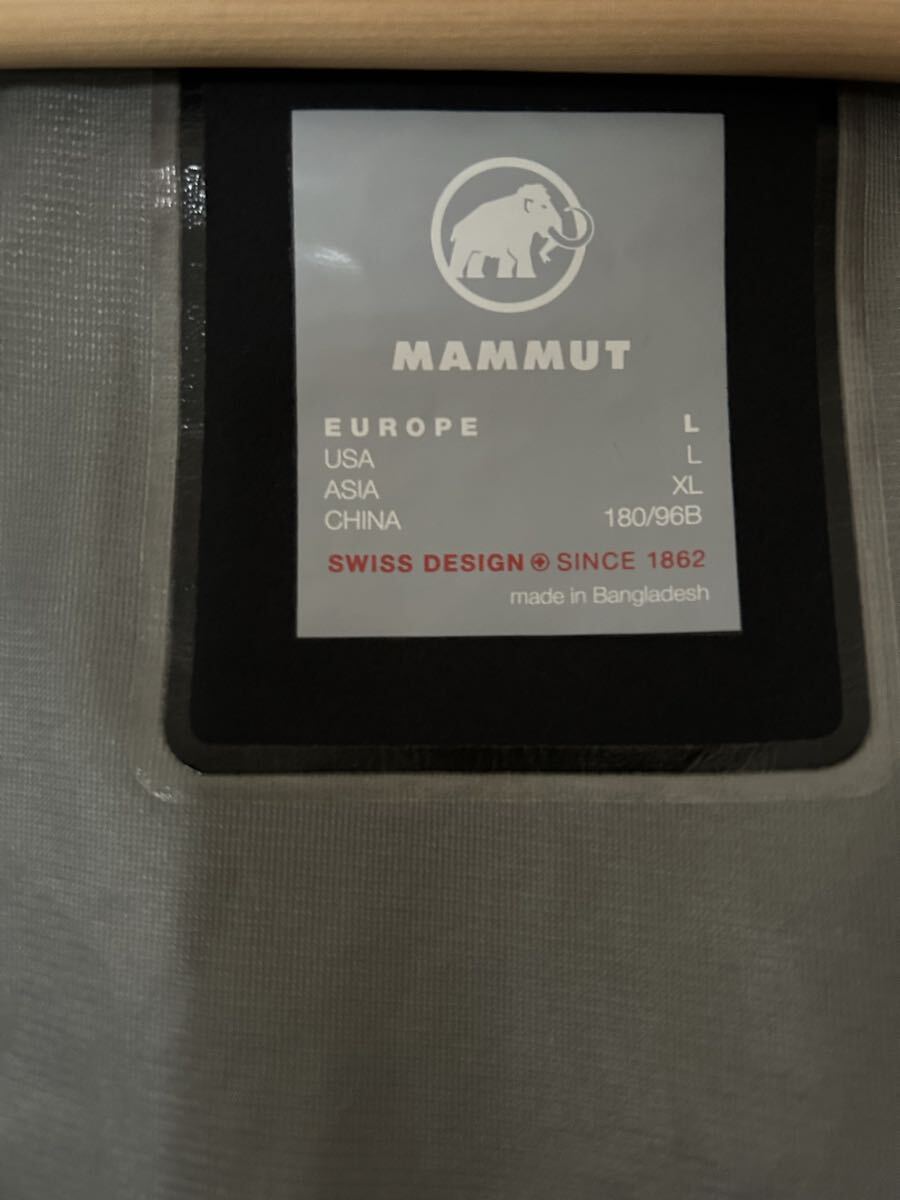 MAMMUT
EUROPE L
USA L
ASIA XL
CHINA 180/96B
SWISS DESIGN SINCE 1862
made in Bangladesh